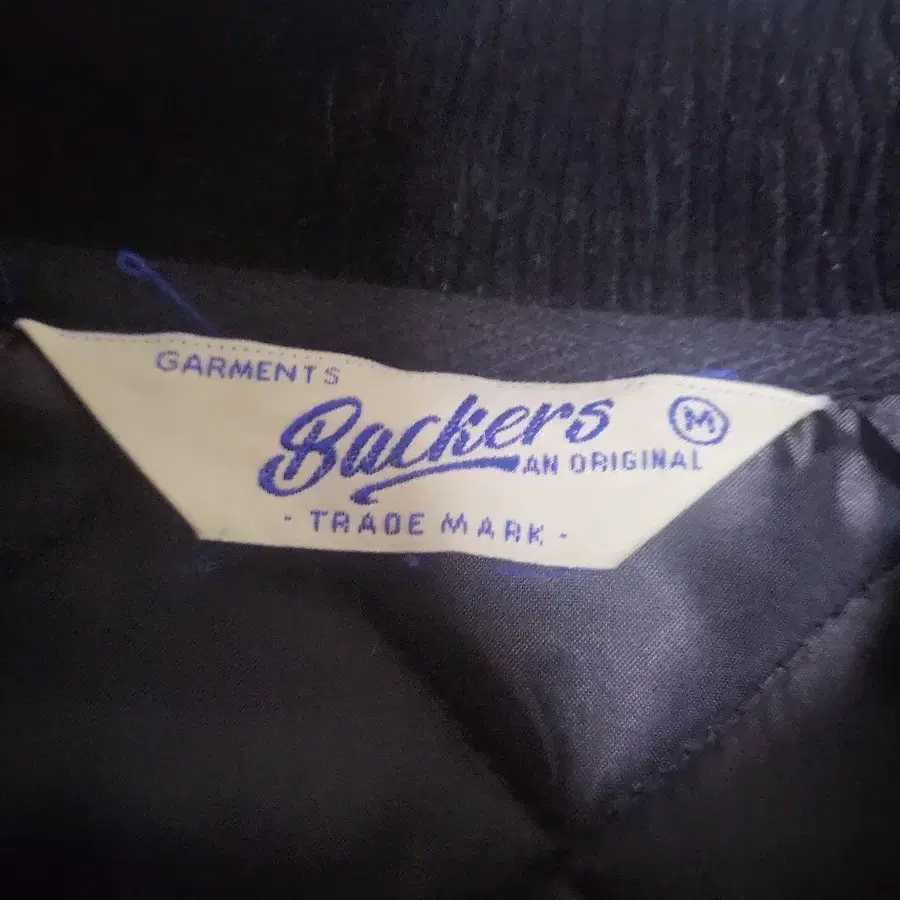 GARMENTS
Backers M
AN ORIGINAL
· TRADE MARK ·